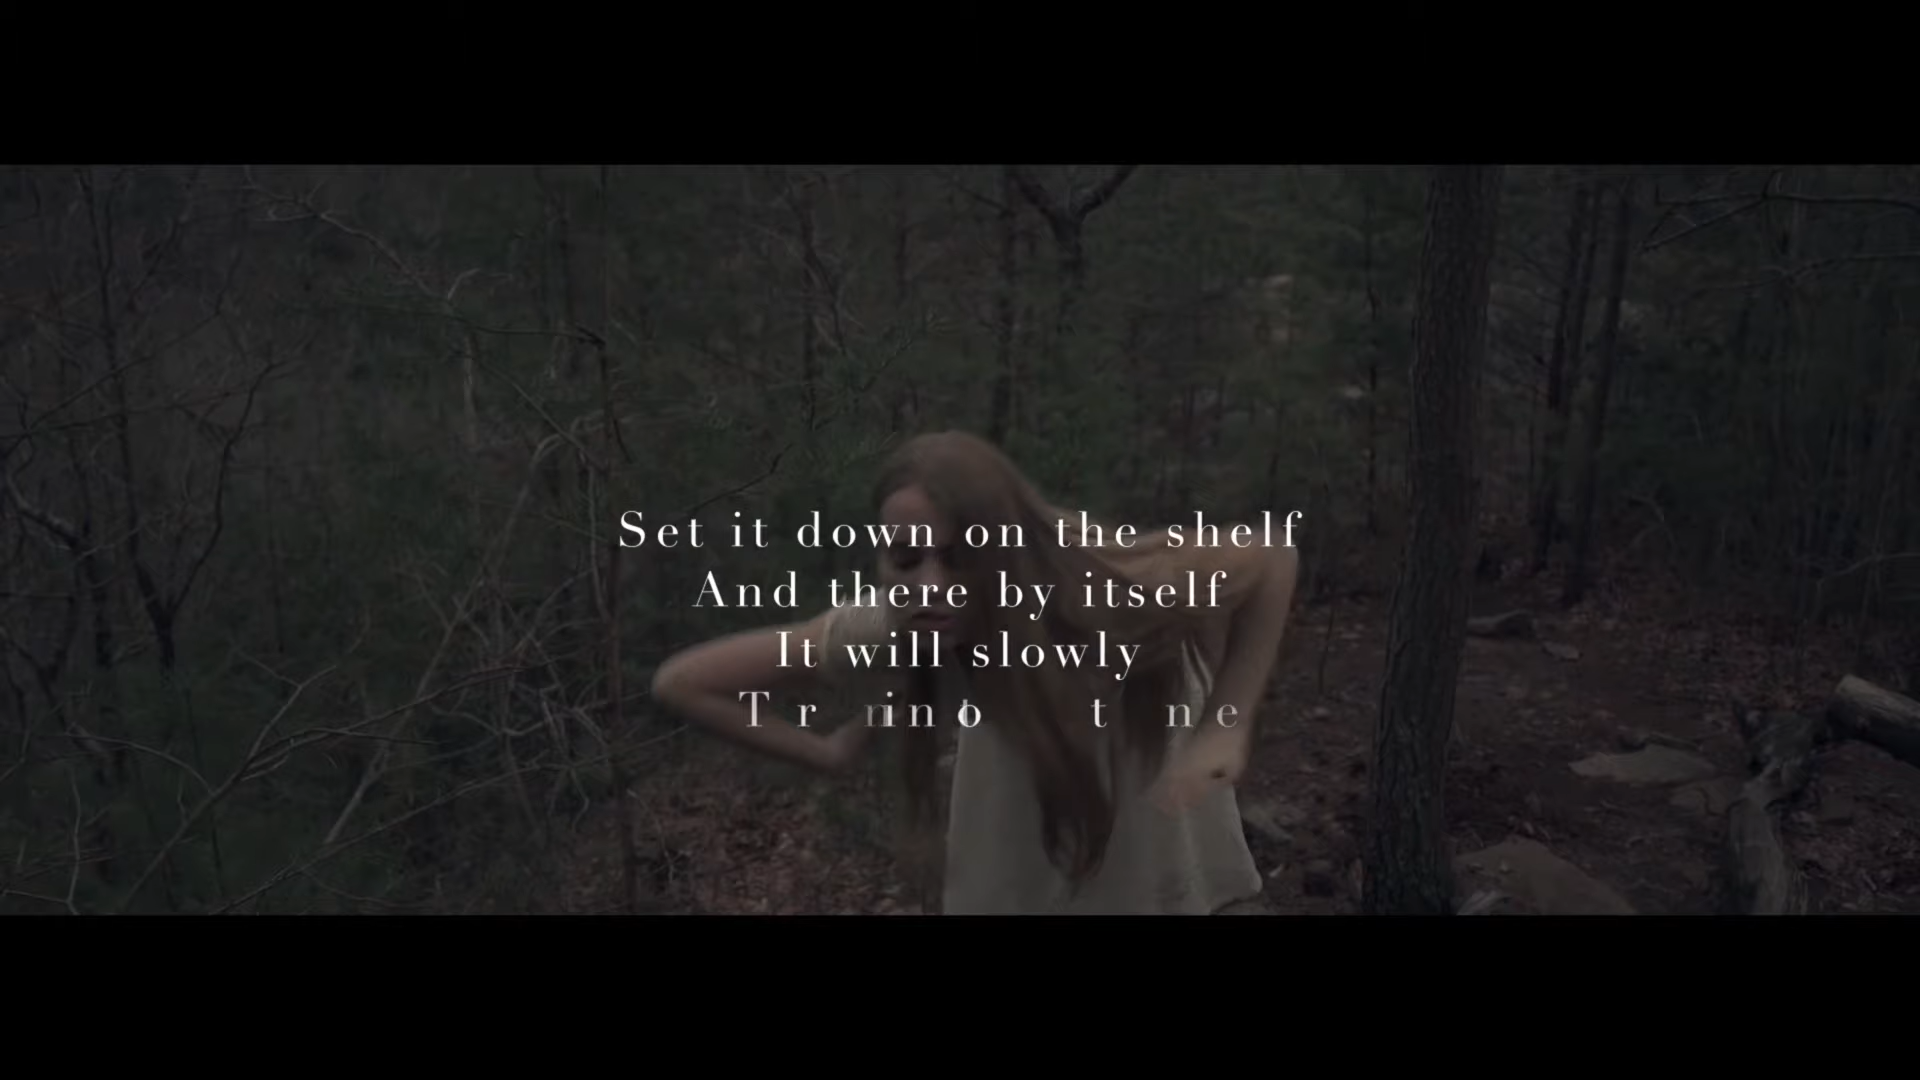 Set it down on the shelf
And there by itself
It will slowly